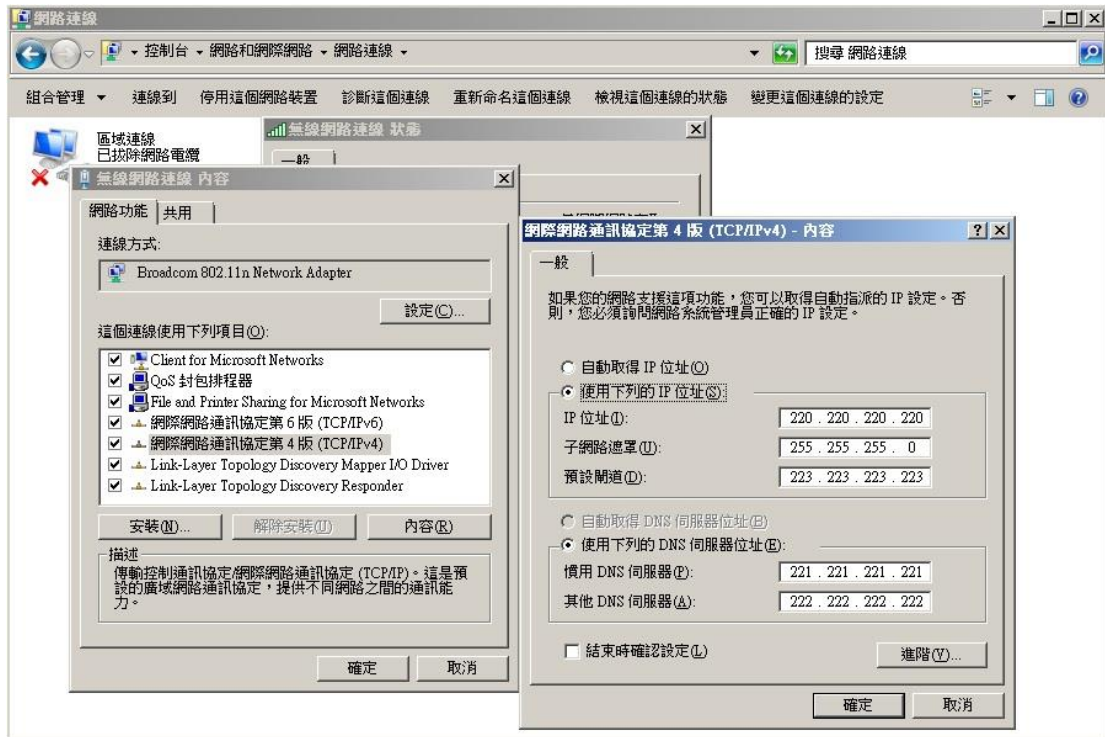 網路連線
控制台 網路和網際網路 網路連線
搜尋 網路連線
組合管理 連線到 停用這個網路裝置 診斷這個連線 重新命名這個連線 檢視這個連線的狀態 變更這個連線的設定
區域連線
已拔除網路電纜
無線網路連線 狀態
一般
無線網路連線 內容
網路功能 共用
連線方式:
Broadcom 802.11n Network Adapter
設定(C)...
這個連線使用下列項目(O):
Client for Microsoft Networks
QoS 封包排程器
File and Printer Sharing for Microsoft Networks
網際網路通訊協定第 6 版 (TCP/IPv6)
網際網路通訊協定第 4 版 (TCP/IPv4)
Link-Layer Topology Discovery Mapper I/O Driver
Link-Layer Topology Discovery Responder
安裝(N)... 解除安裝(U) 內容(R)
描述
傳輸控制通訊協定/網際網路通訊協定 (TCP/IP)。這是預
設的廣域網路通訊協定，提供不同網路之間的通訊能
力。
確定 取消
網際網路通訊協定第 4 版 (TCP/IPv4) - 內容
一般
如果您的網路支援這項功能，您可以取得自動指派的 IP 設定。否
則，您必須詢問網路系統管理員正確的 IP 設定。
自動取得 IP 位址(O)
使用下列的 IP 位址(S):
IP 位址(I): 220 . 220 . 220 . 220
子網路遮罩(U): 255 . 255 . 255 . 0
預設閘道(D): 223 . 223 . 223 . 223
自動取得 DNS 伺服器位址(B)
使用下列的 DNS 伺服器位址(E):
慣用 DNS 伺服器(P): 221 . 221 . 221 . 221
其他 DNS 伺服器(A): 222 . 222 . 222 . 222
結束時確認設定(L)
進階(V)...
確定 取消